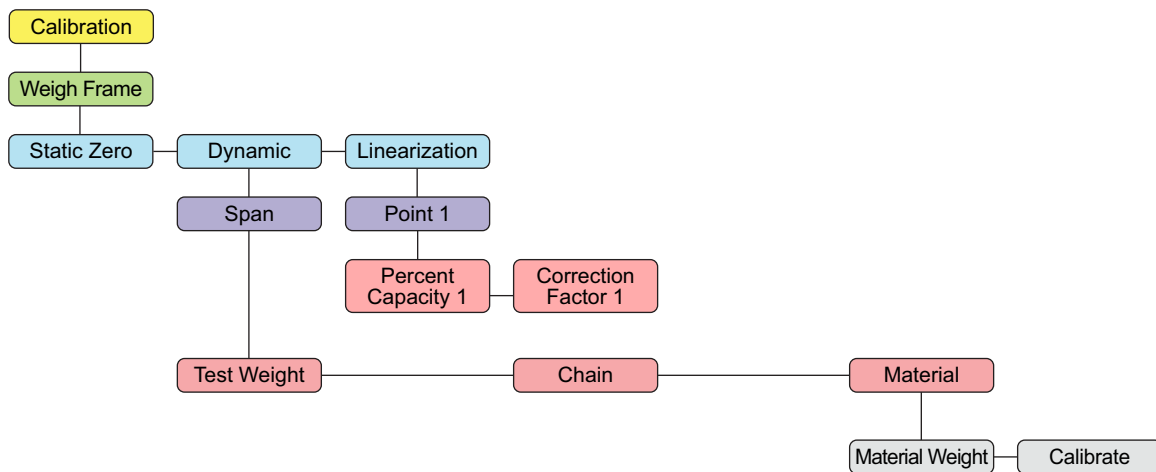 Calibration
Weigh Frame
Static Zero
Dynamic
Linearization
Span
Point 1
Percent
Capacity 1
Correction
Factor 1
Test Weight
Chain
Material
Material Weight
Calibrate